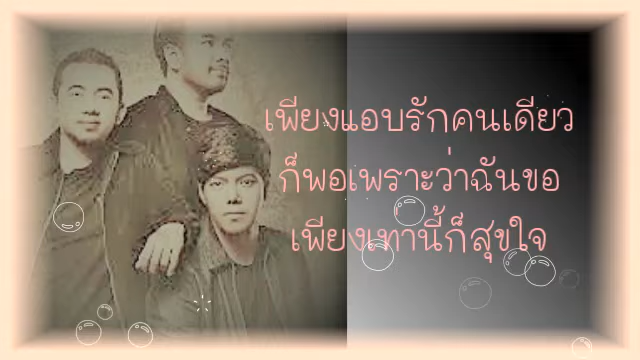 เพียงแอบรักคนเดียว
ก็พอเพราะว่าฉันขอ
เพียงเท่านี้ก็สุขใจ